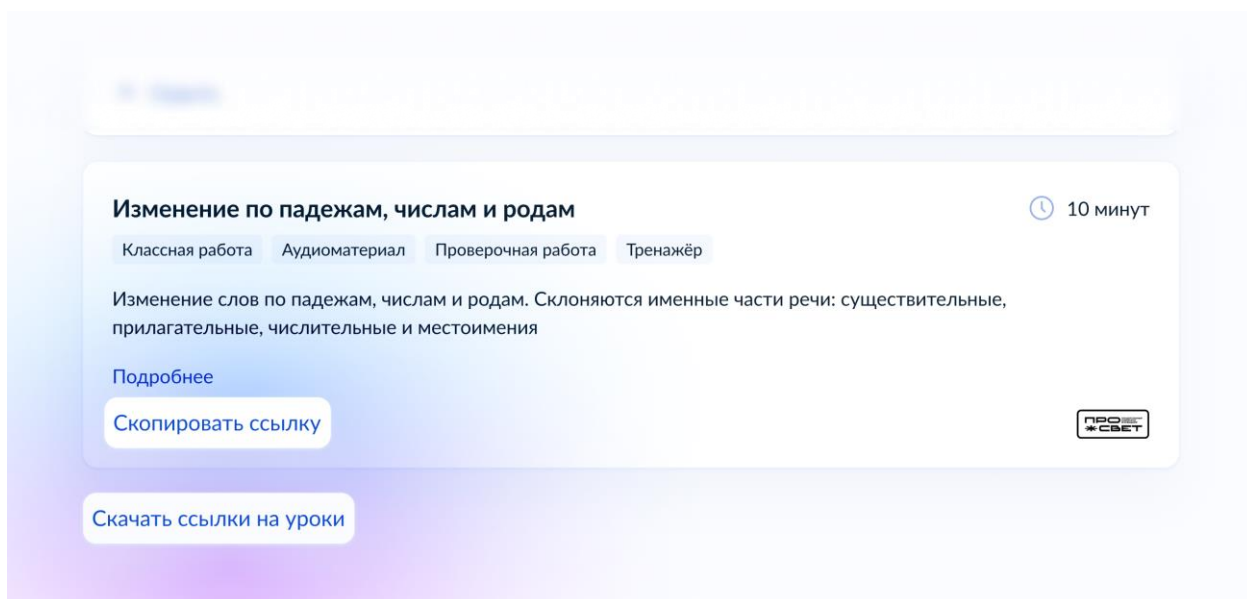 Изменение по падежам, числам и родам
10 минут
Классная работа Аудиоматериал Проверочная работа Тренажёр
Изменение слов по падежам, числам и родам. Склоняются именные части речи: существительные,
прилагательные, числительные и местоимения
Подробнее
Скопировать ссылку
ПРО
СВЕТ
Скачать ссылки на уроки